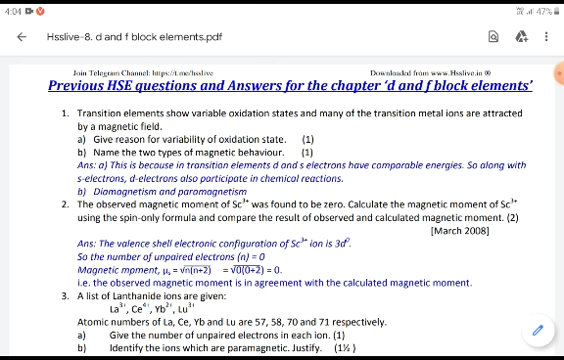 4:04
47%
Hsslive-8. d and f block elements.pdf
Join Telegram Channel: https://t.me/hsslive Downloaded from www.Hsslive.in ®
Previous HSE questions and Answers for the chapter ‘d and f block elements’
1. Transition elements show variable oxidation states and many of the transition metal ions are attracted
by a magnetic field.
a) Give reason for variability of oxidation state. (1)
b) Name the two types of magnetic behaviour. (1)
Ans: a) This is because in transition elements d and s electrons have comparable energies. So along with
s-electrons, d-electrons also participate in chemical reactions.
b) Diamagnetism and paramagnetism
2. The observed magnetic moment of Sc³⁺ was found to be zero. Calculate the magnetic moment of Sc³⁺
using the spin-only formula and compare the result of observed and calculated magnetic moment. (2)
[March 2008]
Ans: The valence shell electronic configuration of Sc³⁺ ion is 3d⁰.
So the number of unpaired electrons (n) = 0
Magnetic mpment, μₛ = √n(n+2) = √0(0+2) = 0.
i.e. the observed magnetic moment is in agreement with the calculated magnetic moment.
3. A list of Lanthanide ions are given:
La³⁺, Ce⁴⁺, Yb²⁺, Lu³⁺
Atomic numbers of La, Ce, Yb and Lu are 57, 58, 70 and 71 respectively.
a) Give the number of unpaired electrons in each ion. (1)
b) Identify the ions which are paramagnetic. Justify. (1½ )